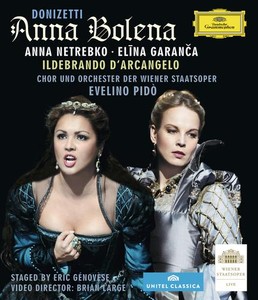 DONIZETTI
Anna Bolena
Deutsche
Grammophon
ANNA NETREBKO · ELĪNA GARANČA
ILDEBRANDO D'ARCANGELO
CHOR UND ORCHESTER DER WIENER STAATSOPER
EVELINO PIDÒ
STAGED BY ERIC GÉNOVÈSE
VIDEO DIRECTOR: BRIAN LARGE
UNITEL CLASSICA
WIENER
STAATSOPER
LIVE